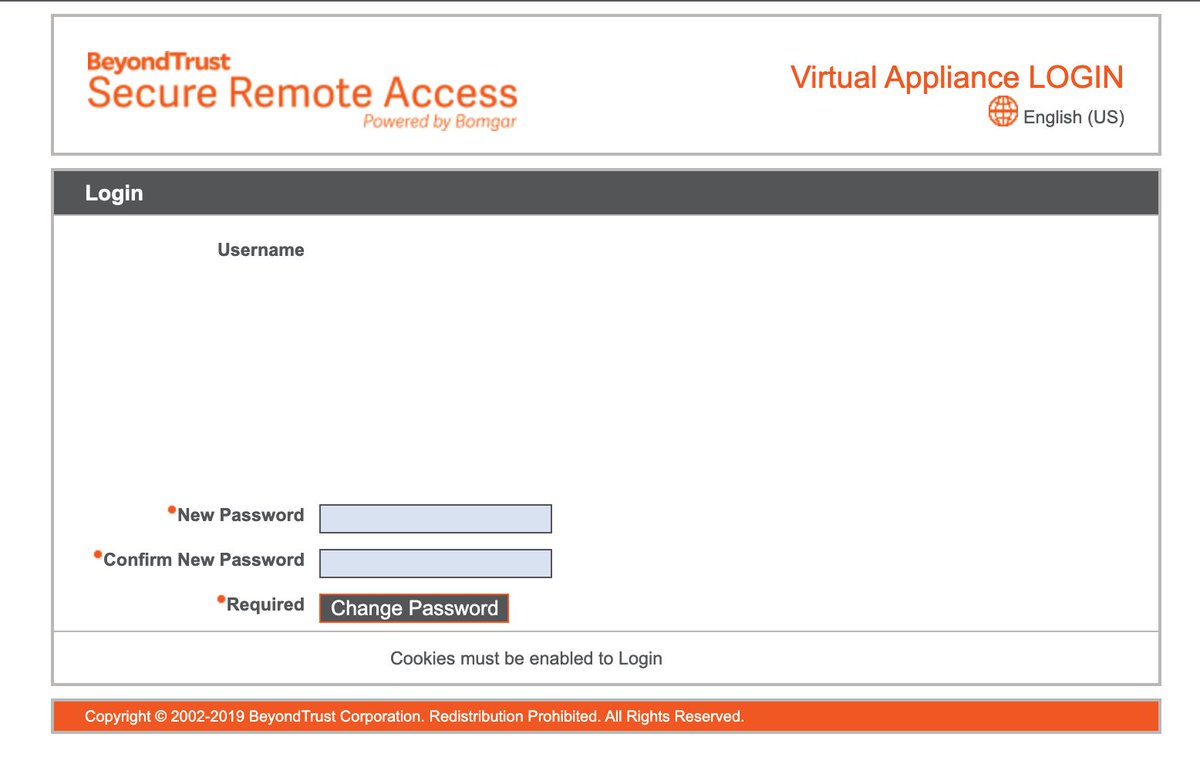 BeyondTrust
Secure Remote Access
Powered by Bomgar
Virtual Appliance LOGIN
English (US)
Login
Username
New Password
Confirm New Password
Required
Change Password
Cookies must be enabled to Login
Copyright © 2002-2019 BeyondTrust Corporation. Redistribution Prohibited. All Rights Reserved.